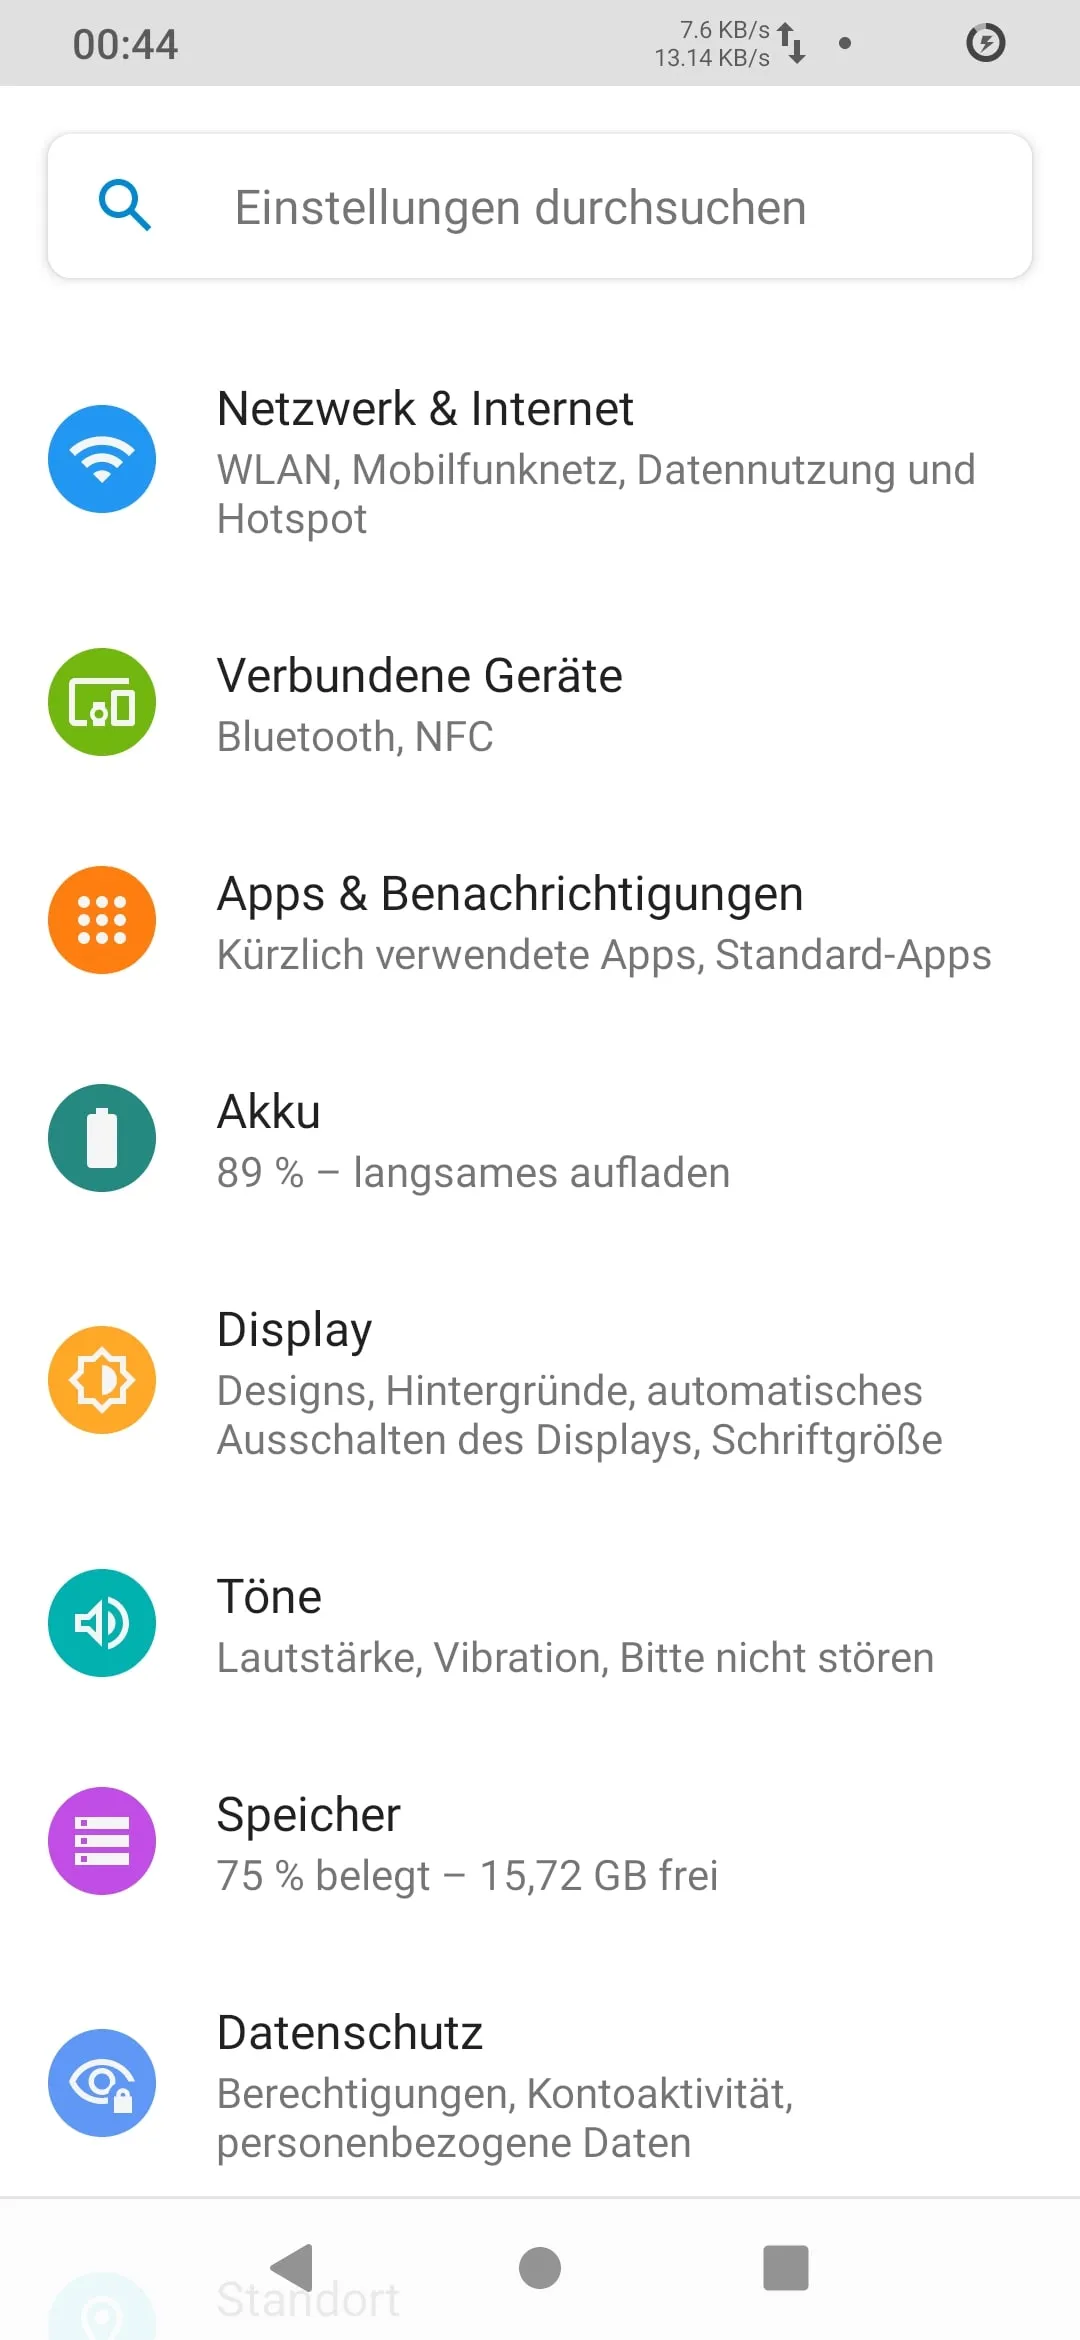 00:44
7.6 KB/s
13.14 KB/s
Einstellungen durchsuchen
Netzwerk & Internet
WLAN, Mobilfunknetz, Datennutzung und
Hotspot
Verbundene Geräte
Bluetooth, NFC
Apps & Benachrichtigungen
Kürzlich verwendete Apps, Standard-Apps
Akku
89 % – langsames aufladen
Display
Designs, Hintergründe, automatisches
Ausschalten des Displays, Schriftgröße
Töne
Lautstärke, Vibration, Bitte nicht stören
Speicher
75 % belegt – 15,72 GB frei
Datenschutz
Berechtigungen, Kontoaktivität,
personenbezogene Daten
Standort